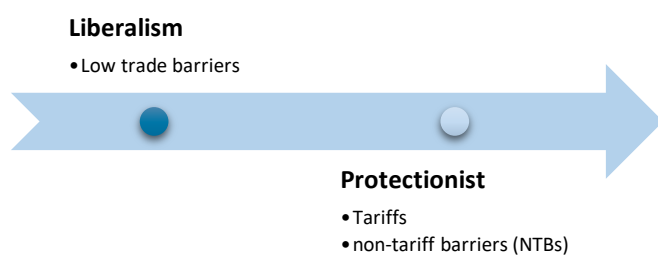 Liberalism
•Low trade barriers
Protectionist
•Tariffs
•non-tariff barriers (NTBs)